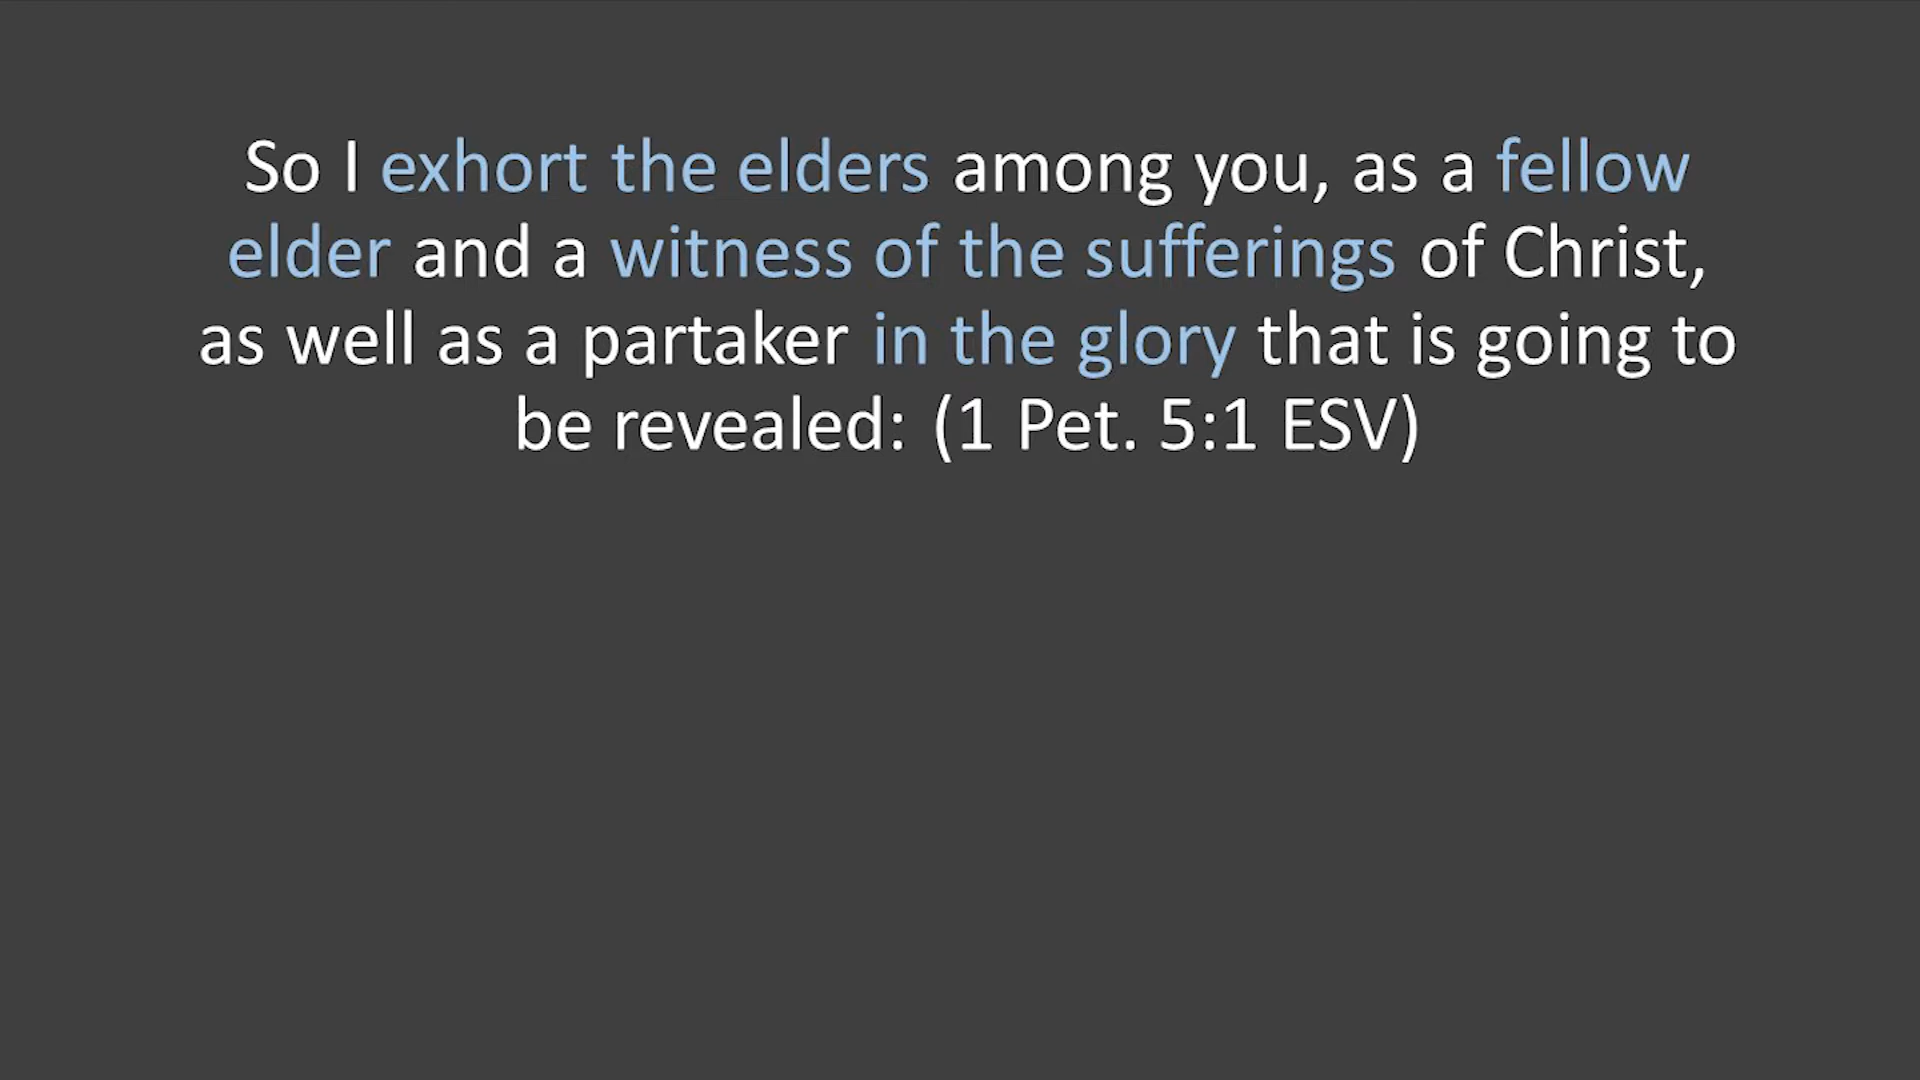 So I exhort the elders among you, as a fellow
elder and a witness of the sufferings of Christ,
as well as a partaker in the glory that is going to
be revealed: (1 Pet. 5:1 ESV)